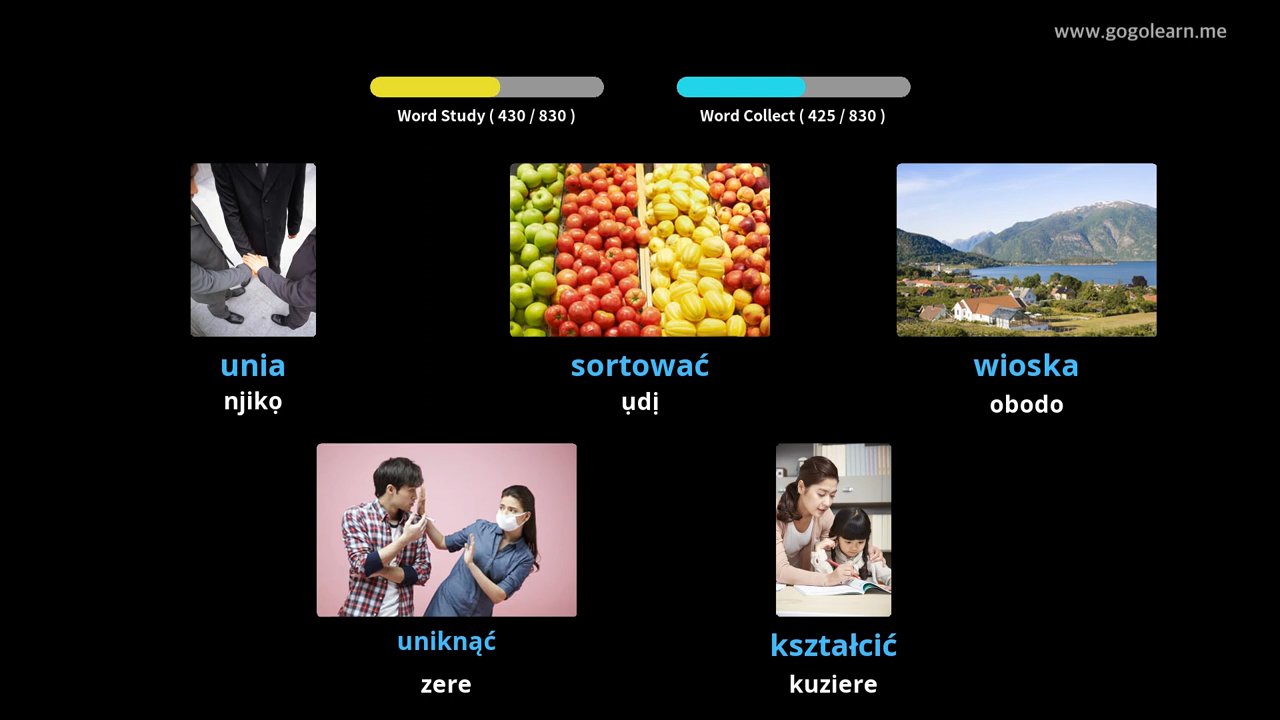 www.gogolearn.me
Word Study ( 430 / 830 )
Word Collect ( 425 / 830 )
unia
njikọ
sortować
ụdị
wioska
obodo
uniknąć
zere
kształcić
kuziere